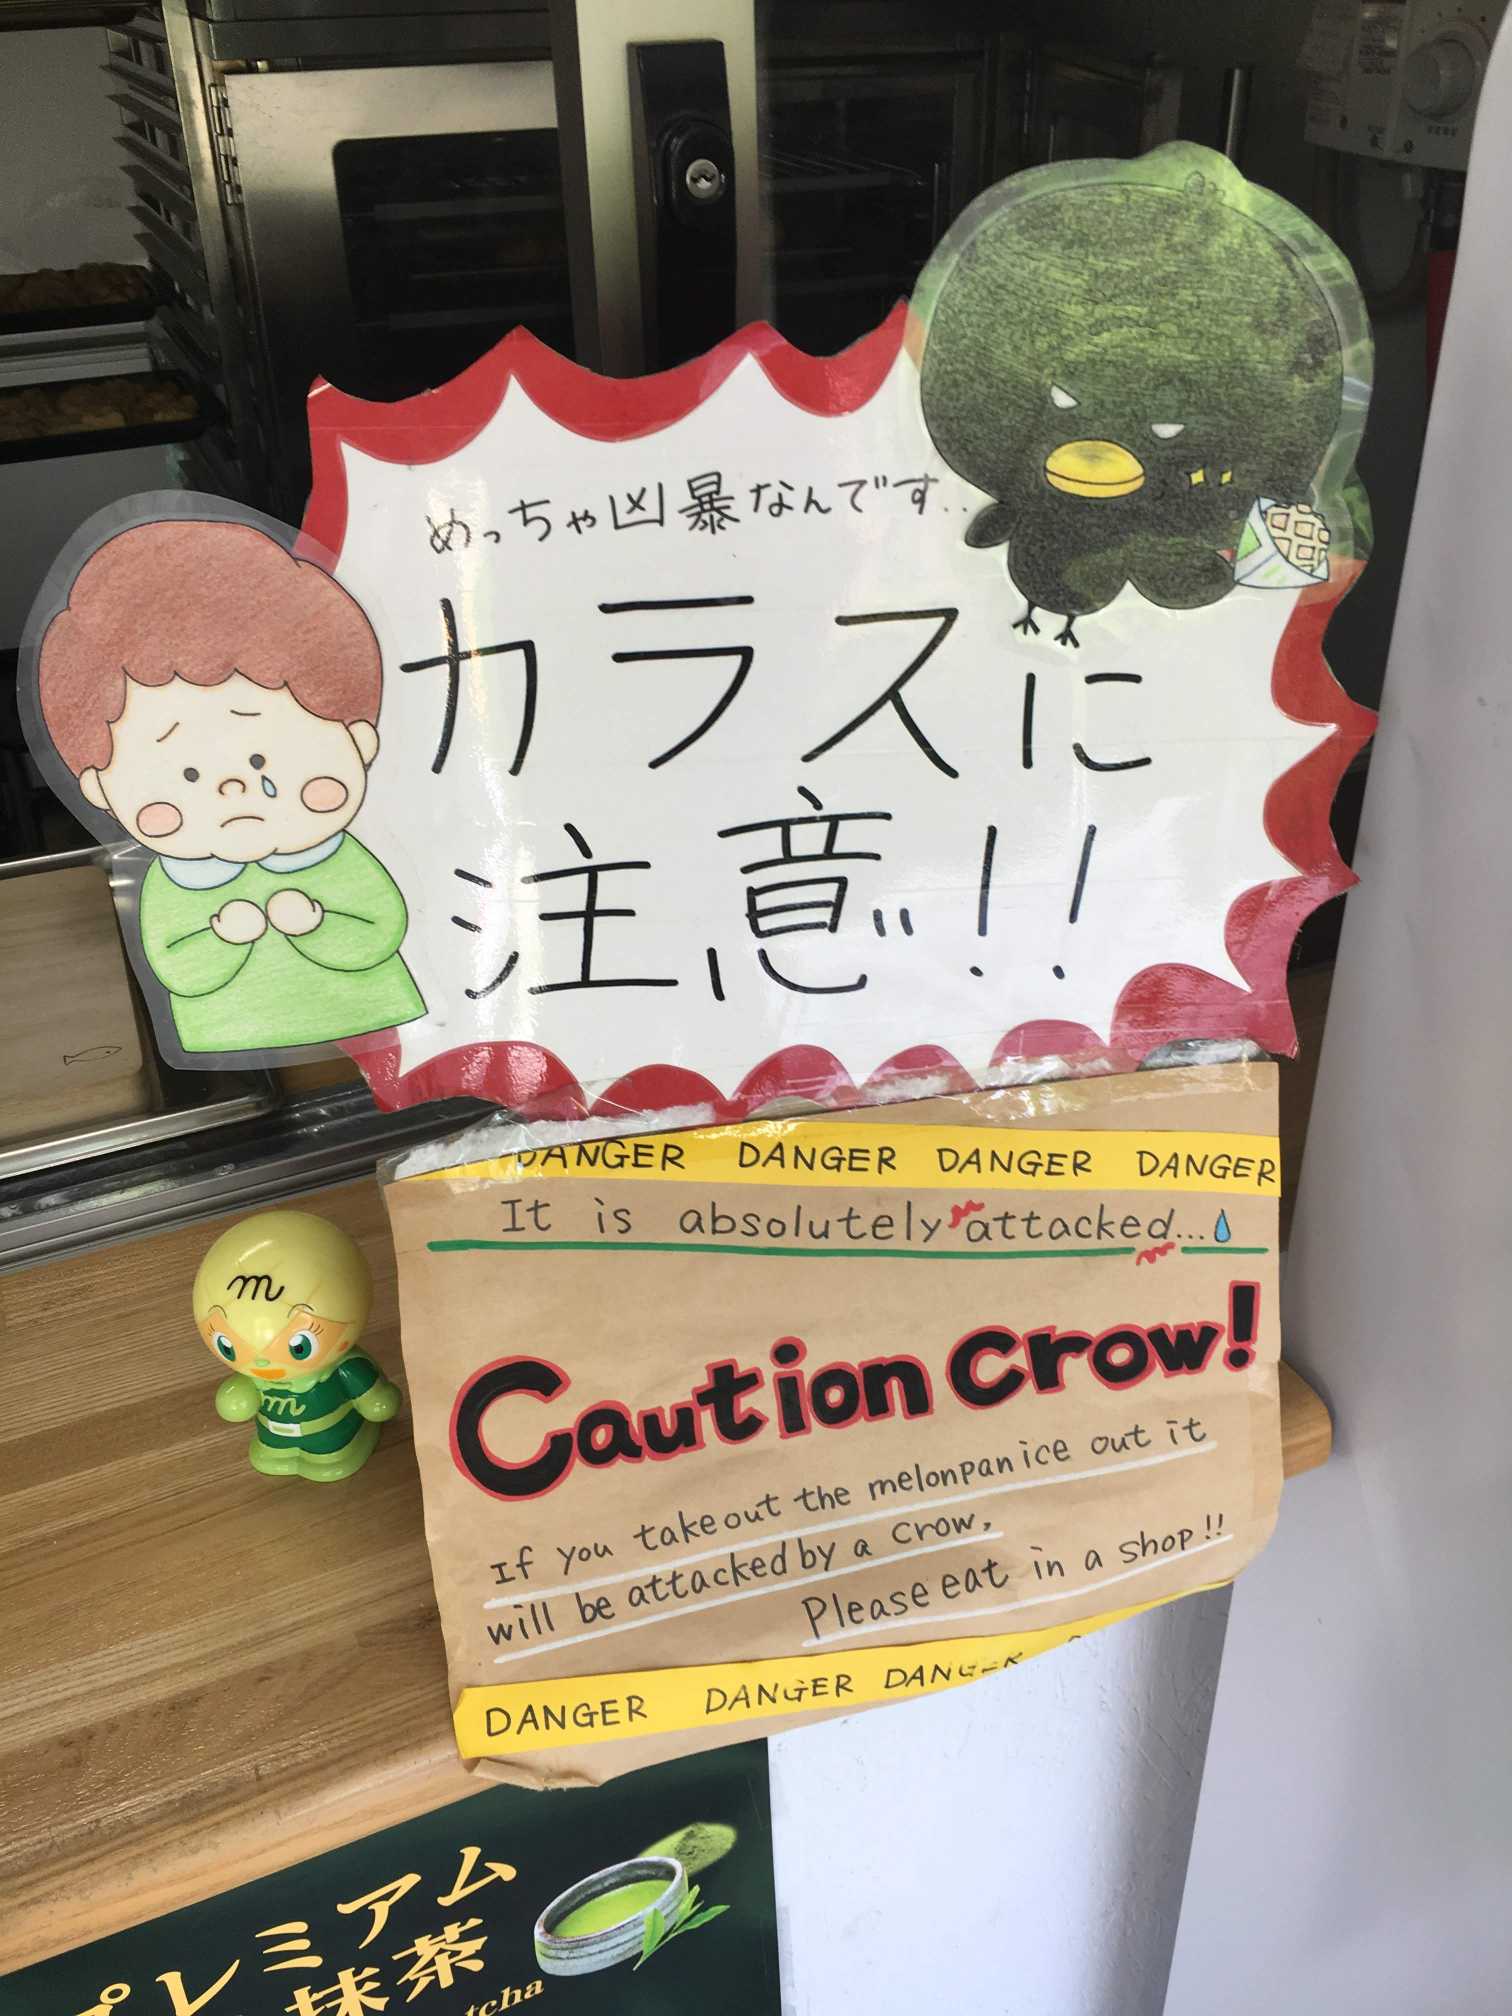 めっちゃ凶暴なんです..
カラスに
注意!!
DANGER DANGER DANGER DANGER
It is absolutely attacked...
Caution Crow!
If you takeout the melonpanice out it
will be attacked by a crow,
Please eat in a shop!!
DANGER DANGER DANGER
m
m
プレミアム
抹茶